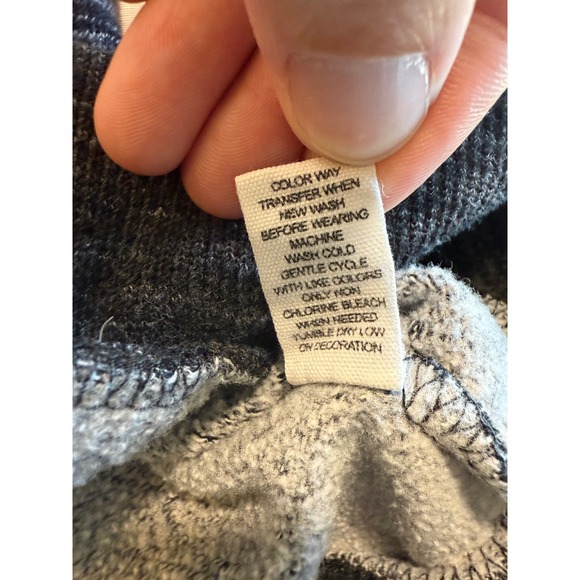 COLOR WAY
TRANSFER WHEN
NEW WASH
BEFORE WEARING
MACHINE
WASH COLD
GENTLE CYCLE
WITH LIKE COLORS
ONLY NON
CHLORINE BLEACH
WHEN NEEDED
TUMBLE DRY LOW
ON DECORATION